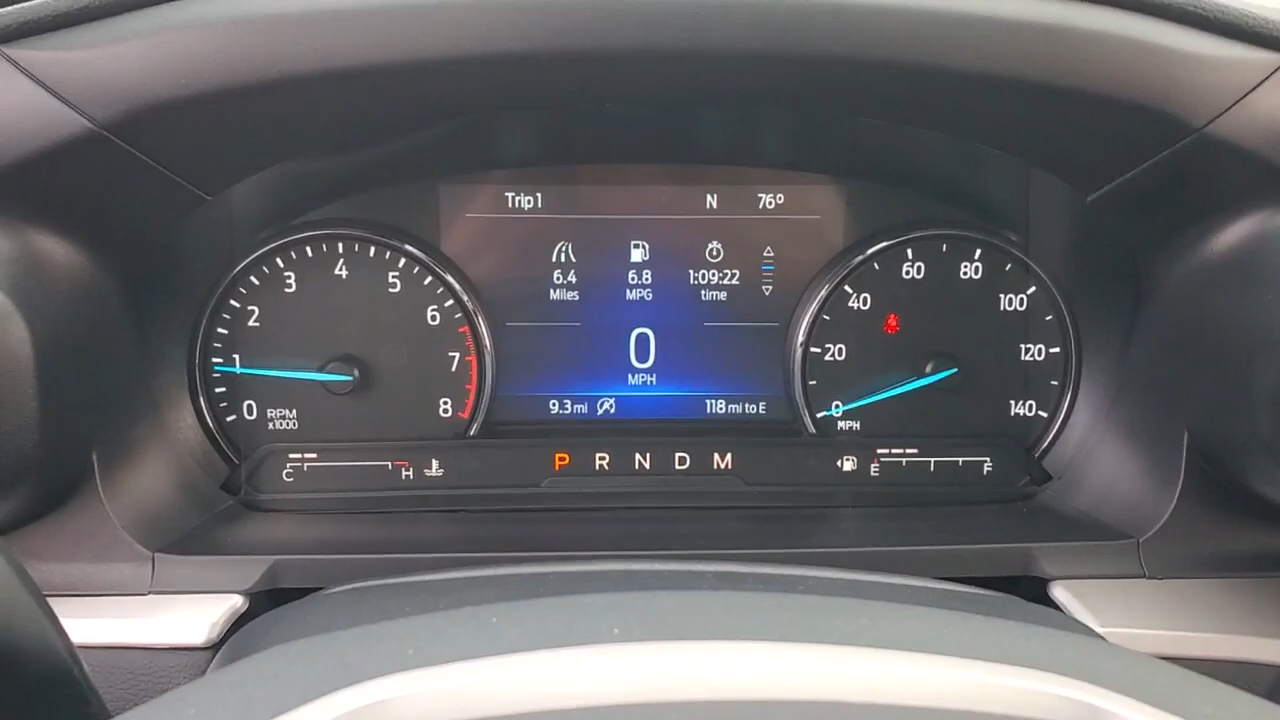 Trip 1 N 76º
6.4 6.8 1:09:22
Miles MPG time
0
MPH
9.3 mi 118 mi to E
0 1 2 3 4 5 6 7 8
RPM
x1000
0 20 40 60 80 100 120 140
MPH
C H
P R N D M
E F